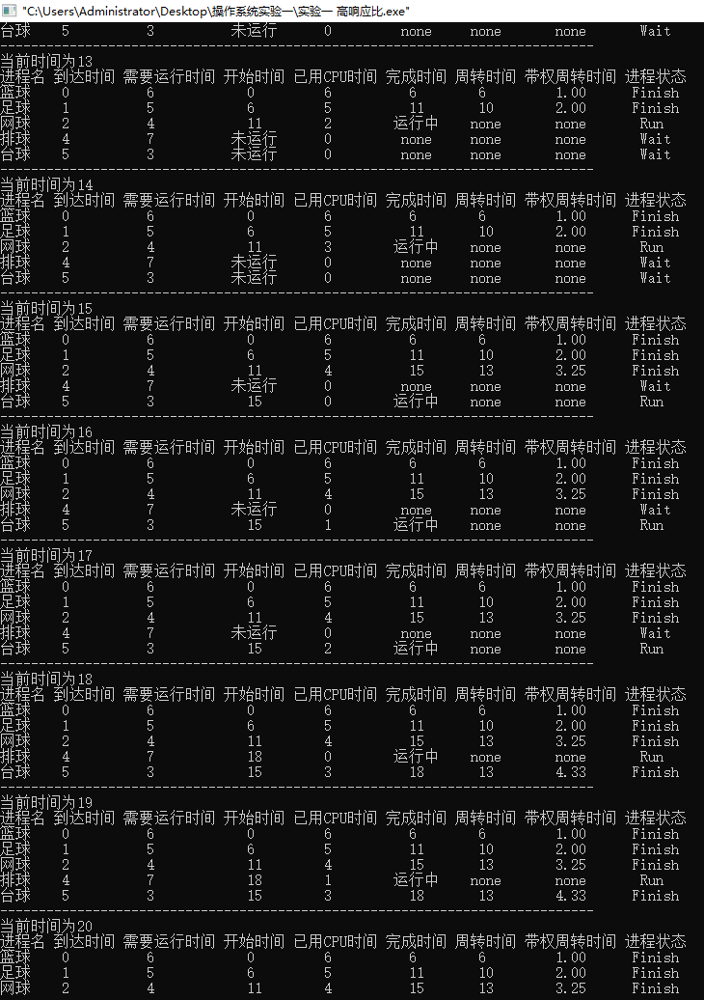 "C:\Users\Administrator\Desktop\操作系统实验一\实验一 高响应比.exe"
台球 5 3 未运行 0 none none none Wait
当前时间为13
进程名 到达时间 需要运行时间 开始时间 已用CPU时间 完成时间 周转时间 带权周转时间 进程状态
篮球 0 6 0 6 6 6 1.00 Finish
足球 1 5 6 5 11 10 2.00 Finish
网球 2 4 11 2 运行中 none none Run
排球 4 7 未运行 0 none none none Wait
台球 5 3 未运行 0 none none none Wait
当前时间为14
进程名 到达时间 需要运行时间 开始时间 已用CPU时间 完成时间 周转时间 带权周转时间 进程状态
篮球 0 6 0 6 6 6 1.00 Finish
足球 1 5 6 5 11 10 2.00 Finish
网球 2 4 11 3 运行中 none none Run
排球 4 7 未运行 0 none none none Wait
台球 5 3 未运行 0 none none none Wait
当前时间为15
进程名 到达时间 需要运行时间 开始时间 已用CPU时间 完成时间 周转时间 带权周转时间 进程状态
篮球 0 6 0 6 6 6 1.00 Finish
足球 1 5 6 5 11 10 2.00 Finish
网球 2 4 11 4 15 13 3.25 Finish
排球 4 7 未运行 0 none none none Wait
台球 5 3 15 0 运行中 none none Run
当前时间为16
进程名 到达时间 需要运行时间 开始时间 已用CPU时间 完成时间 周转时间 带权周转时间 进程状态
篮球 0 6 0 6 6 6 1.00 Finish
足球 1 5 6 5 11 10 2.00 Finish
网球 2 4 11 4 15 13 3.25 Finish
排球 4 7 未运行 0 none none none Wait
台球 5 3 15 1 运行中 none none Run
当前时间为17
进程名 到达时间 需要运行时间 开始时间 已用CPU时间 完成时间 周转时间 带权周转时间 进程状态
篮球 0 6 0 6 6 6 1.00 Finish
足球 1 5 6 5 11 10 2.00 Finish
网球 2 4 11 4 15 13 3.25 Finish
排球 4 7 未运行 0 none none none Wait
台球 5 3 15 2 运行中 none none Run
当前时间为18
进程名 到达时间 需要运行时间 开始时间 已用CPU时间 完成时间 周转时间 带权周转时间 进程状态
篮球 0 6 0 6 6 6 1.00 Finish
足球 1 5 6 5 11 10 2.00 Finish
网球 2 4 11 4 15 13 3.25 Finish
排球 4 7 18 0 运行中 none none Run
台球 5 3 15 3 18 13 4.33 Finish
当前时间为19
进程名 到达时间 需要运行时间 开始时间 已用CPU时间 完成时间 周转时间 带权周转时间 进程状态
篮球 0 6 0 6 6 6 1.00 Finish
足球 1 5 6 5 11 10 2.00 Finish
网球 2 4 11 4 15 13 3.25 Finish
排球 4 7 18 1 运行中 none none Run
台球 5 3 15 3 18 13 4.33 Finish
当前时间为20
进程名 到达时间 需要运行时间 开始时间 已用CPU时间 完成时间 周转时间 带权周转时间 进程状态
篮球 0 6 0 6 6 6 1.00 Finish
足球 1 5 6 5 11 10 2.00 Finish
网球 2 4 11 4 15 13 3.25 Finish